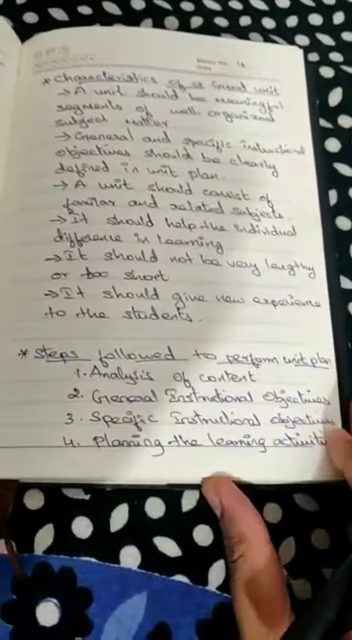 * Characteristics of a Good unit
→ A unit should be meaningful
segments of well organized
subject Matter.
→ General and specific instructional
objectives should be clearly
defined in unit plan.
→ A unit should consist of
familar and related subjects.
→ It should help the individual
difference in Learning
→ It should not be very lengthy
or too short
→ It should give new experience
to the students.
* Steps followed to perform unit plan
1. Analysis of content
2. General Instructional Objectives
3. Specific Instructional objectives
4. Planning the learning activity